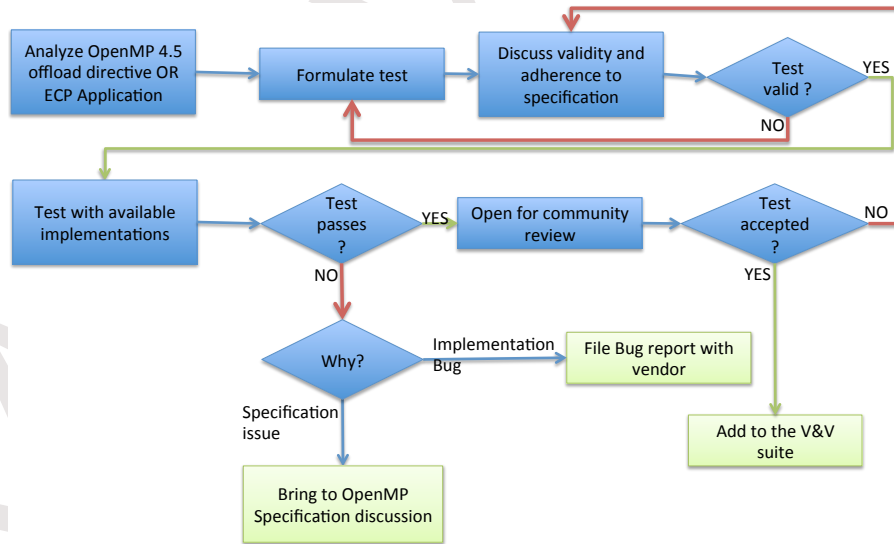 Analyze OpenMP 4.5
offload directive OR
ECP Application
Formulate test
Discuss validity and
adherence to
specification
Test
valid ?
YES
NO
Test with available
implementations
Test
passes
?
YES
Open for community
review
Test
accepted
?
NO
NO
YES
Why?
Implementation
Bug
File Bug report with
vendor
Specification
issue
Add to the V&V
suite
Bring to OpenMP
Specification discussion